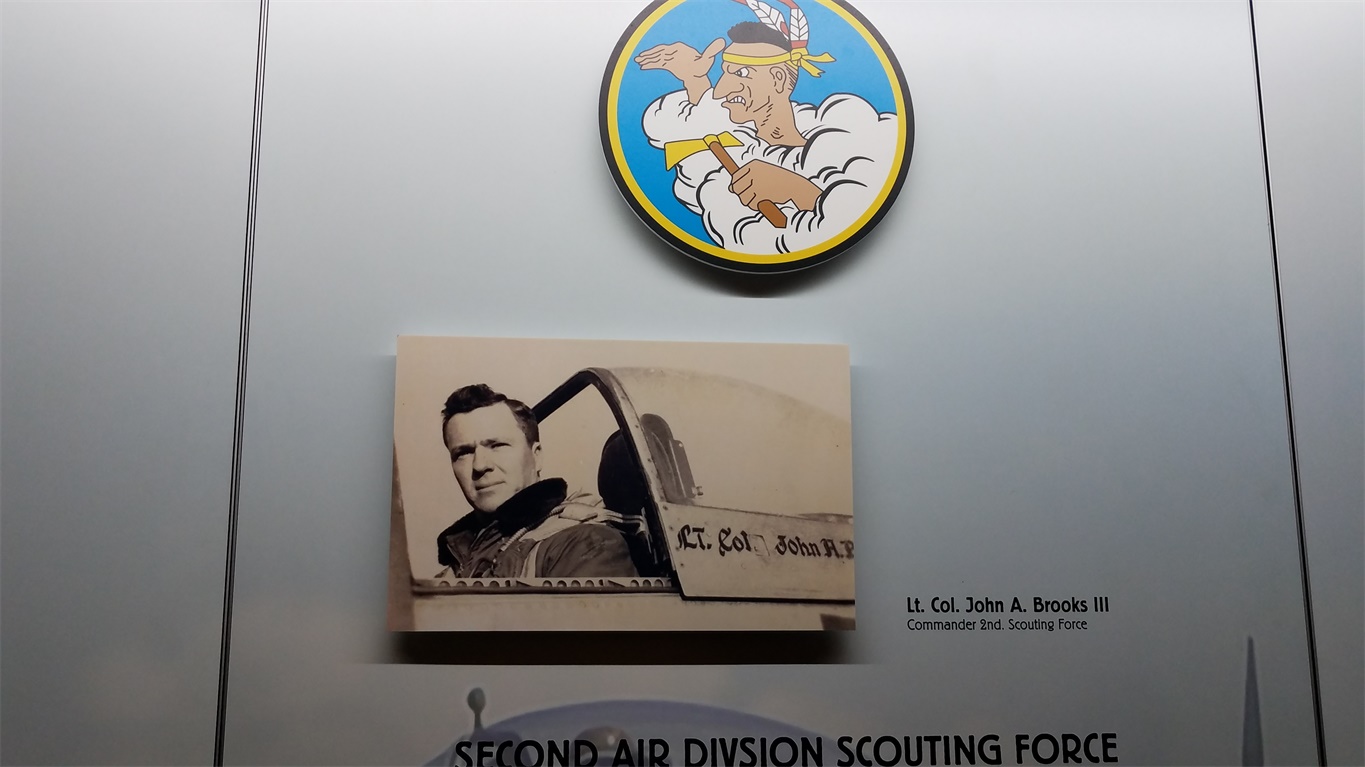 Lt. Col. John A.
Lt. Col. John A. Brooks III
Commander 2nd. Scouting Force
SECOND AIR DIVSION SCOUTING FORCE